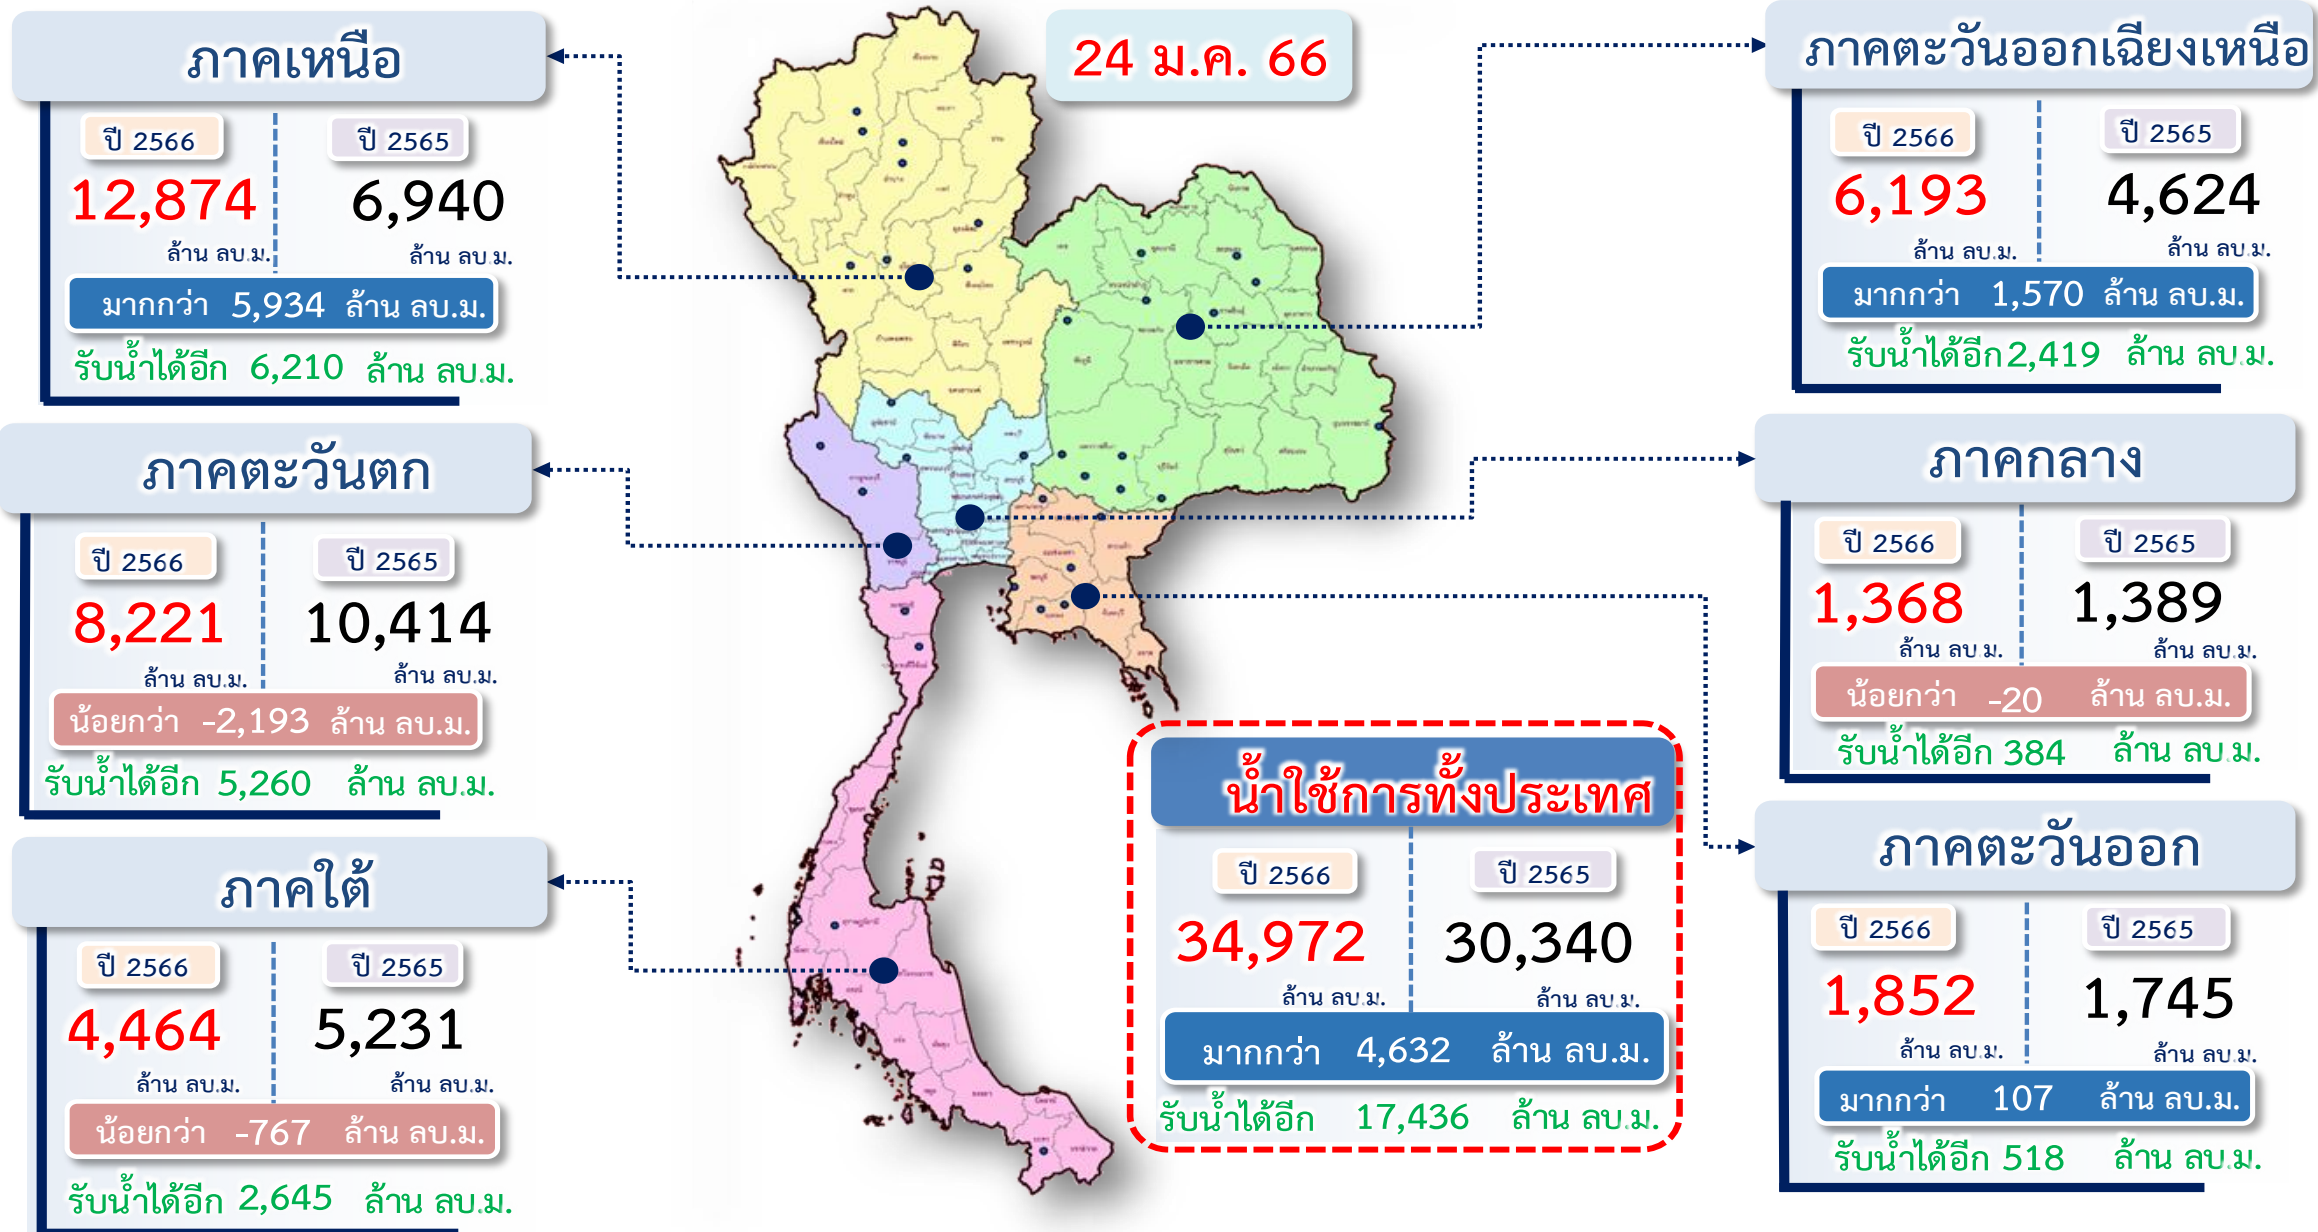 24 ม.ค. 66
ภาคเหนือ
ปี 2566 ปี 2565
12,874 6,940
ล้าน ลบ.ม. ล้าน ลบ.ม.
มากกว่า 5,934 ล้าน ลบ.ม.
รับน้ำได้อีก 6,210 ล้าน ลบ.ม.
ภาคตะวันตก
ปี 2566 ปี 2565
8,221 10,414
ล้าน ลบ.ม. ล้าน ลบ.ม.
น้อยกว่า -2,193 ล้าน ลบ.ม.
รับน้ำได้อีก 5,260 ล้าน ลบ.ม.
ภาคใต้
ปี 2566 ปี 2565
4,464 5,231
ล้าน ลบ.ม. ล้าน ลบ.ม.
น้อยกว่า -767 ล้าน ลบ.ม.
รับน้ำได้อีก 2,645 ล้าน ลบ.ม.
น้ำใช้การทั้งประเทศ
ปี 2566 ปี 2565
34,972 30,340
ล้าน ลบ.ม. ล้าน ลบ.ม.
มากกว่า 4,632 ล้าน ลบ.ม.
รับน้ำได้อีก 17,436 ล้าน ลบ.ม.
ภาคตะวันออกเฉียงเหนือ
ปี 2566 ปี 2565
6,193 4,624
ล้าน ลบ.ม. ล้าน ลบ.ม.
มากกว่า 1,570 ล้าน ลบ.ม.
รับน้ำได้อีก 2,419 ล้าน ลบ.ม.
ภาคกลาง
ปี 2566 ปี 2565
1,368 1,389
ล้าน ลบ.ม. ล้าน ลบ.ม.
น้อยกว่า -20 ล้าน ลบ.ม.
รับน้ำได้อีก 384 ล้าน ลบ.ม.
ภาคตะวันออก
ปี 2566 ปี 2565
1,852 1,745
ล้าน ลบ.ม. ล้าน ลบ.ม.
มากกว่า 107 ล้าน ลบ.ม.
รับน้ำได้อีก 518 ล้าน ลบ.ม.